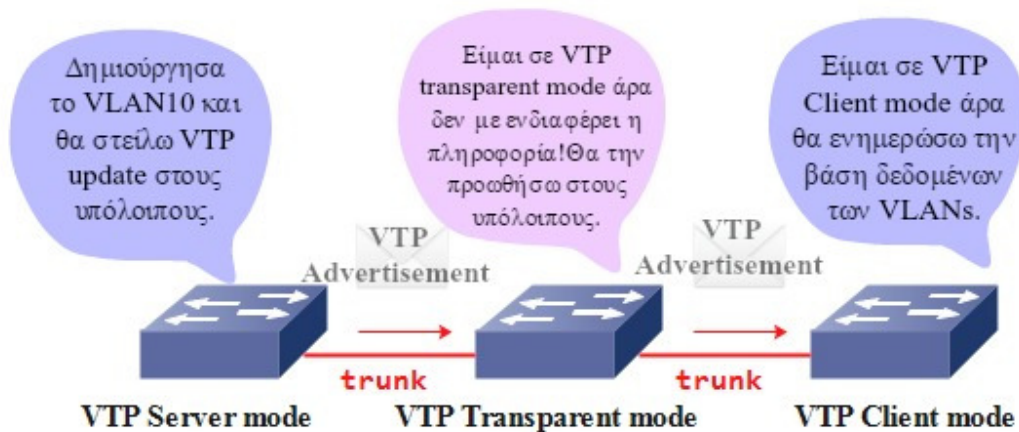 Δημιούργησα
το VLAN10 και
θα στείλω VTP
update στους
υπόλοιπους.
Είμαι σε VTP
transparent mode άρα
δεν με ενδιαφέρει η
πληροφορία!Θα την
προωθήσω στους
υπόλοιπους.
Είμαι σε VTP
Client mode άρα
θα ενημερώσω την
βάση δεδομένων
των VLANs.
VTP
Advertisement
VTP
Advertisement
trunk
trunk
VTP Server mode
VTP Transparent mode
VTP Client mode